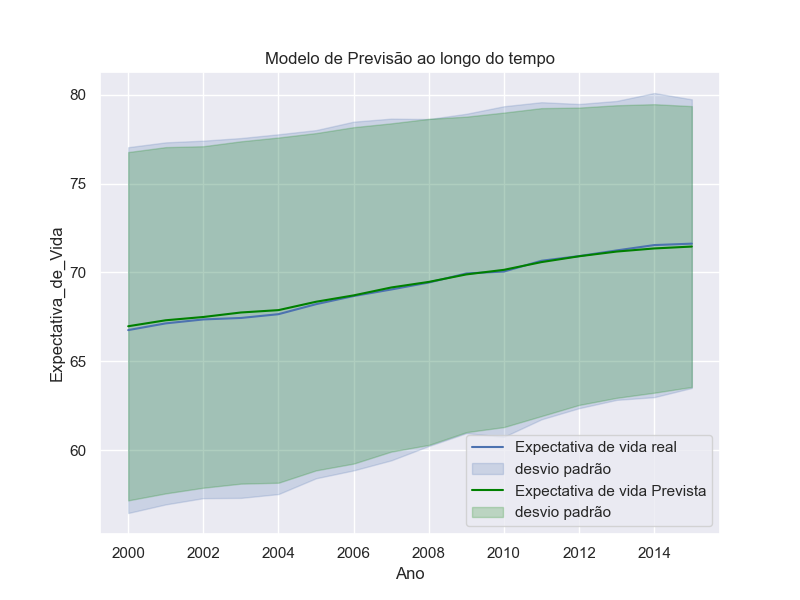 Modelo de Previsão ao longo do tempo
80
75
70
65
60
Expectativa_de_Vida
Expectativa de vida real
desvio padrão
Expectativa de vida Prevista
desvio padrão
2000 2002 2004 2006 2008 2010 2012 2014
Ano